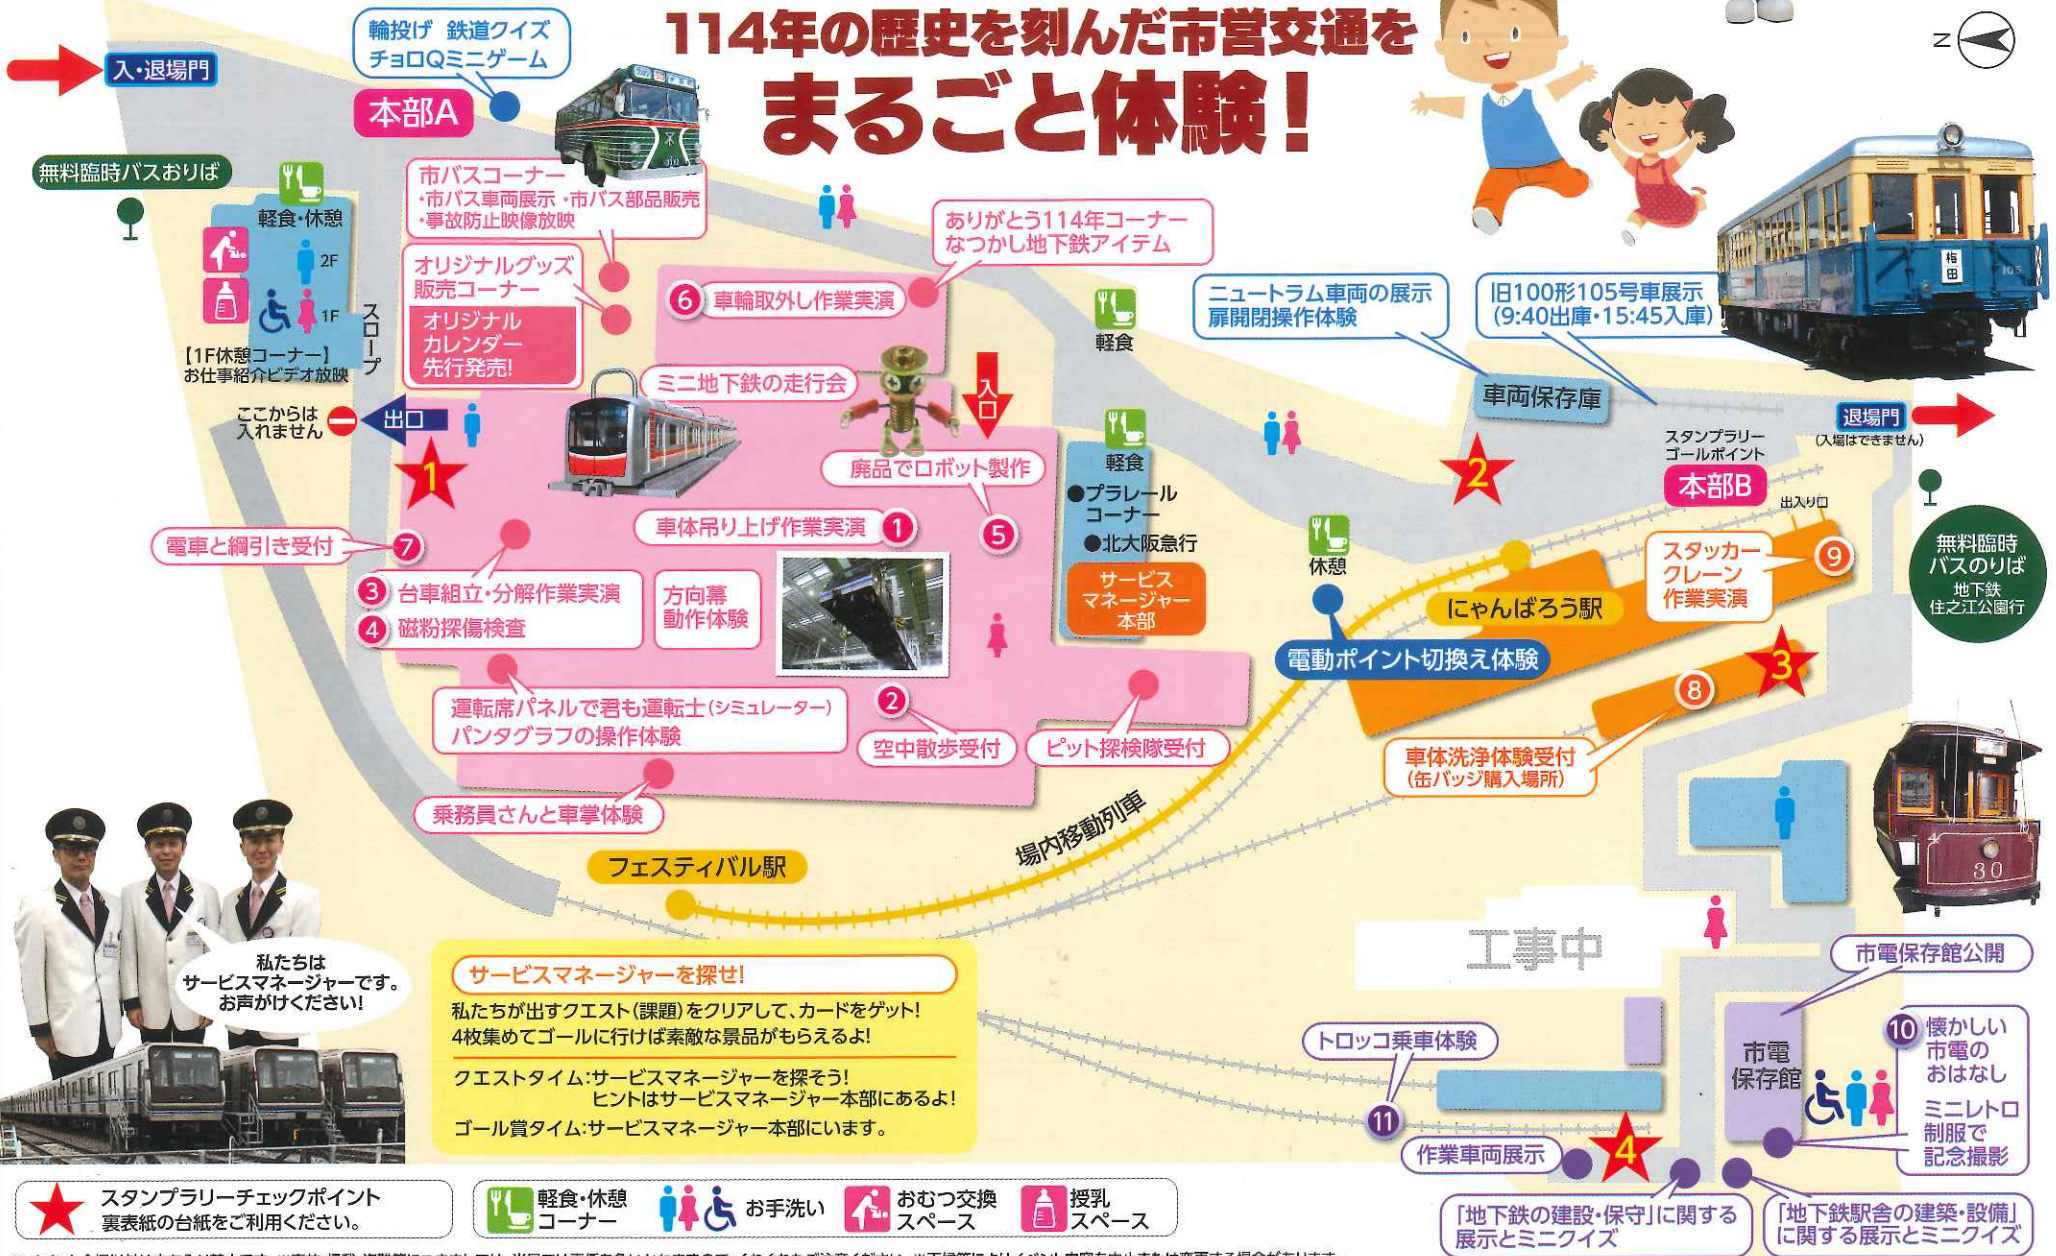 114年の歴史を刻んだ市営交通を
まるごと体験!
N
入・退場門
輪投げ 鉄道クイズ
チョロQミニゲーム
本部A
無料臨時バスおりば
軽食・休憩
2F
1F
スロープ
【1F休憩コーナー】
お仕事紹介ビデオ放映
ここからは
入れません
出口
1
市バスコーナー
・市バス車両展示 ・市バス部品販売
・事故防止映像放映
オリジナルグッズ
販売コーナー
オリジナル
カレンダー
先行発売!
⑥ 車輪取外し作業実演
ありがとう114年コーナー
なつかし地下鉄アイテム
ミニ地下鉄の走行会
入口
廃品でロボット製作
⑤
車体吊り上げ作業実演 ①
電車と綱引き受付 ⑦
③ 台車組立・分解作業実演
④ 磁粉探傷検査
方向幕
動作体験
運転席パネルで君も運転士(シミュレーター)
パンタグラフの操作体験
②
空中散歩受付
ピット探検隊受付
乗務員さんと車掌体験
軽食
軽食
●プラレール
コーナー
●北大阪急行
サービス
マネージャー
本部
ニュートラム車両の展示
扉開閉操作体験
旧100形105号車展示
(9:40出庫・15:45入庫)
梅田
105
車両保存庫
退場門
(入場はできません)
2
スタンプラリー
ゴールポイント
本部B
出入り口
無料臨時
バスのりば
地下鉄
住之江公園行
休憩
電動ポイント切換え体験
にゃんばろう駅
スタッカー
クレーン
作業実演
⑨
3
⑧
車体洗浄体験受付
(缶バッジ購入場所)
場内移動列車
フェスティバル駅
30
工事中
私たちは
サービスマネージャーです。
お声がけください!
サービスマネージャーを探せ!
私たちが出すクエスト(課題)をクリアして、カードをゲット!
4枚集めてゴールに行けば素敵な景品がもらえるよ!
クエストタイム:サービスマネージャーを探そう!
ヒントはサービスマネージャー本部にあるよ!
ゴール賞タイム:サービスマネージャー本部にいます。
市電保存館公開
市電
保存館
⑩ 懐かしい
市電の
おはなし
ミニレトロ
制服で
記念撮影
トロッコ乗車体験
⑪
作業車両展示
4
「地下鉄の建設・保守」に関する
展示とミニクイズ
「地下鉄駅舎の建築・設備」
に関する展示とミニクイズ
スタンプラリーチェックポイント
裏表紙の台紙をご利用ください。
軽食・休憩
コーナー
お手洗い
おむつ交換
スペース
授乳
スペース